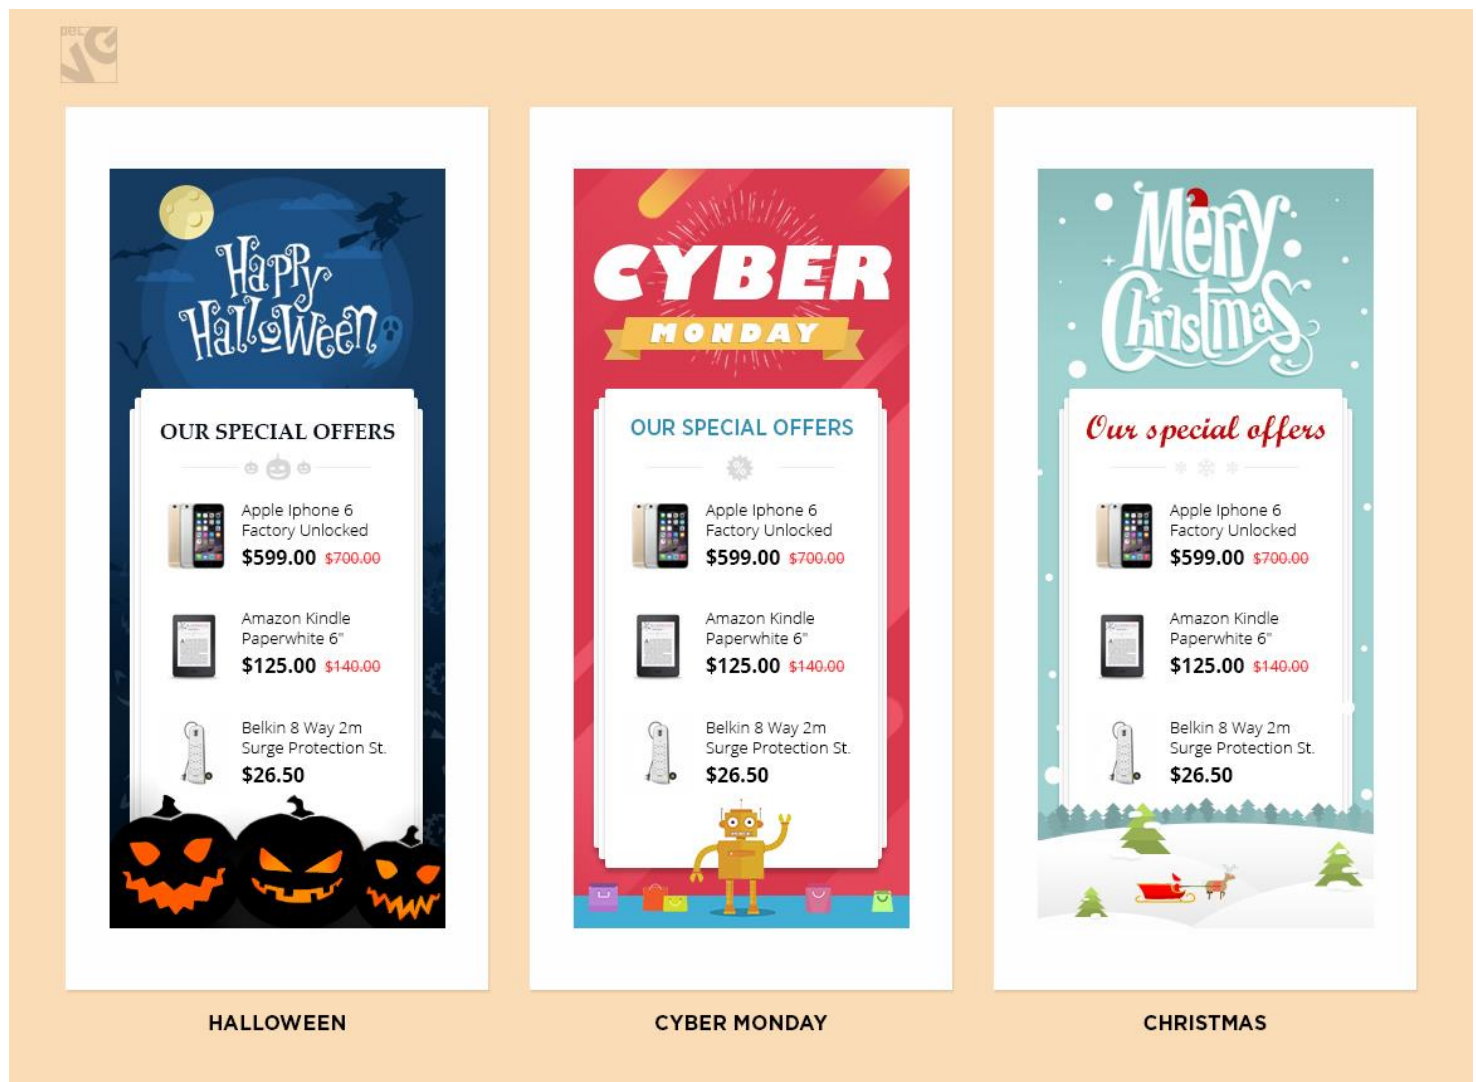 DEL
VG
Happy
Halloween
OUR SPECIAL OFFERS
Apple Iphone 6
Factory Unlocked
$599.00 $700.00
Amazon Kindle
Paperwhite 6"
$125.00 $140.00
Belkin 8 Way 2m
Surge Protection St.
$26.50
HALLOWEEN
CYBER
MONDAY
OUR SPECIAL OFFERS
%
Apple Iphone 6
Factory Unlocked
$599.00 $700.00
Amazon Kindle
Paperwhite 6"
$125.00 $140.00
Belkin 8 Way 2m
Surge Protection St.
$26.50
CYBER MONDAY
Merry
Christmas
Our special offers
Apple Iphone 6
Factory Unlocked
$599.00 $700.00
Amazon Kindle
Paperwhite 6"
$125.00 $140.00
Belkin 8 Way 2m
Surge Protection St.
$26.50
CHRISTMAS